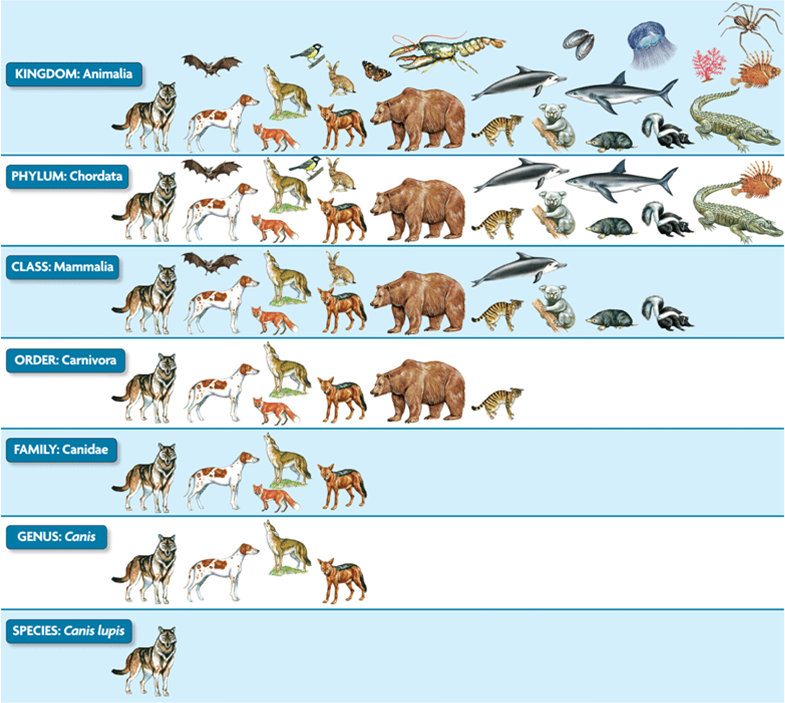 KINGDOM: Animalia
PHYLUM: Chordata
CLASS: Mammalia
ORDER: Carnivora
FAMILY: Canidae
GENUS: Canis
SPECIES: Canis lupis